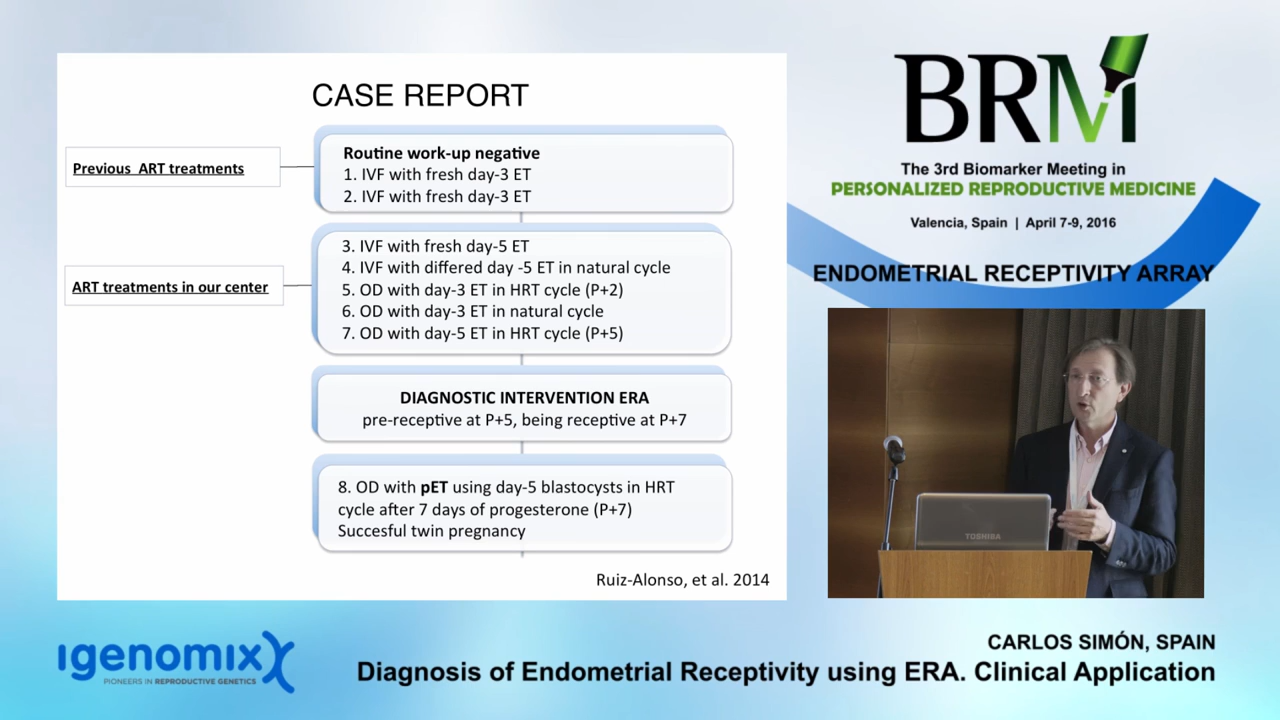 CASE REPORT
Previous ART treatments
Routine work-up negative
1. IVF with fresh day-3 ET
2. IVF with fresh day-3 ET
ART treatments in our center
3. IVF with fresh day-5 ET
4. IVF with differed day -5 ET in natural cycle
5. OD with day-3 ET in HRT cycle (P+2)
6. OD with day-3 ET in natural cycle
7. OD with day-5 ET in HRT cycle (P+5)
DIAGNOSTIC INTERVENTION ERA
pre-receptive at P+5, being receptive at P+7
8. OD with pET using day-5 blastocysts in HRT
cycle after 7 days of progesterone (P+7)
Succesful twin pregnancy
Ruiz-Alonso, et al. 2014
BRM
The 3rd Biomarker Meeting in
PERSONALIZED REPRODUCTIVE MEDICINE
Valencia, Spain | April 7-9, 2016
ENDOMETRIAL RECEPTIVITY ARRAY
TOSHIBA
igenomix
PIONEERS IN REPRODUCTIVE GENETICS
CARLOS SIMÓN, SPAIN
Diagnosis of Endometrial Receptivity using ERA. Clinical Application